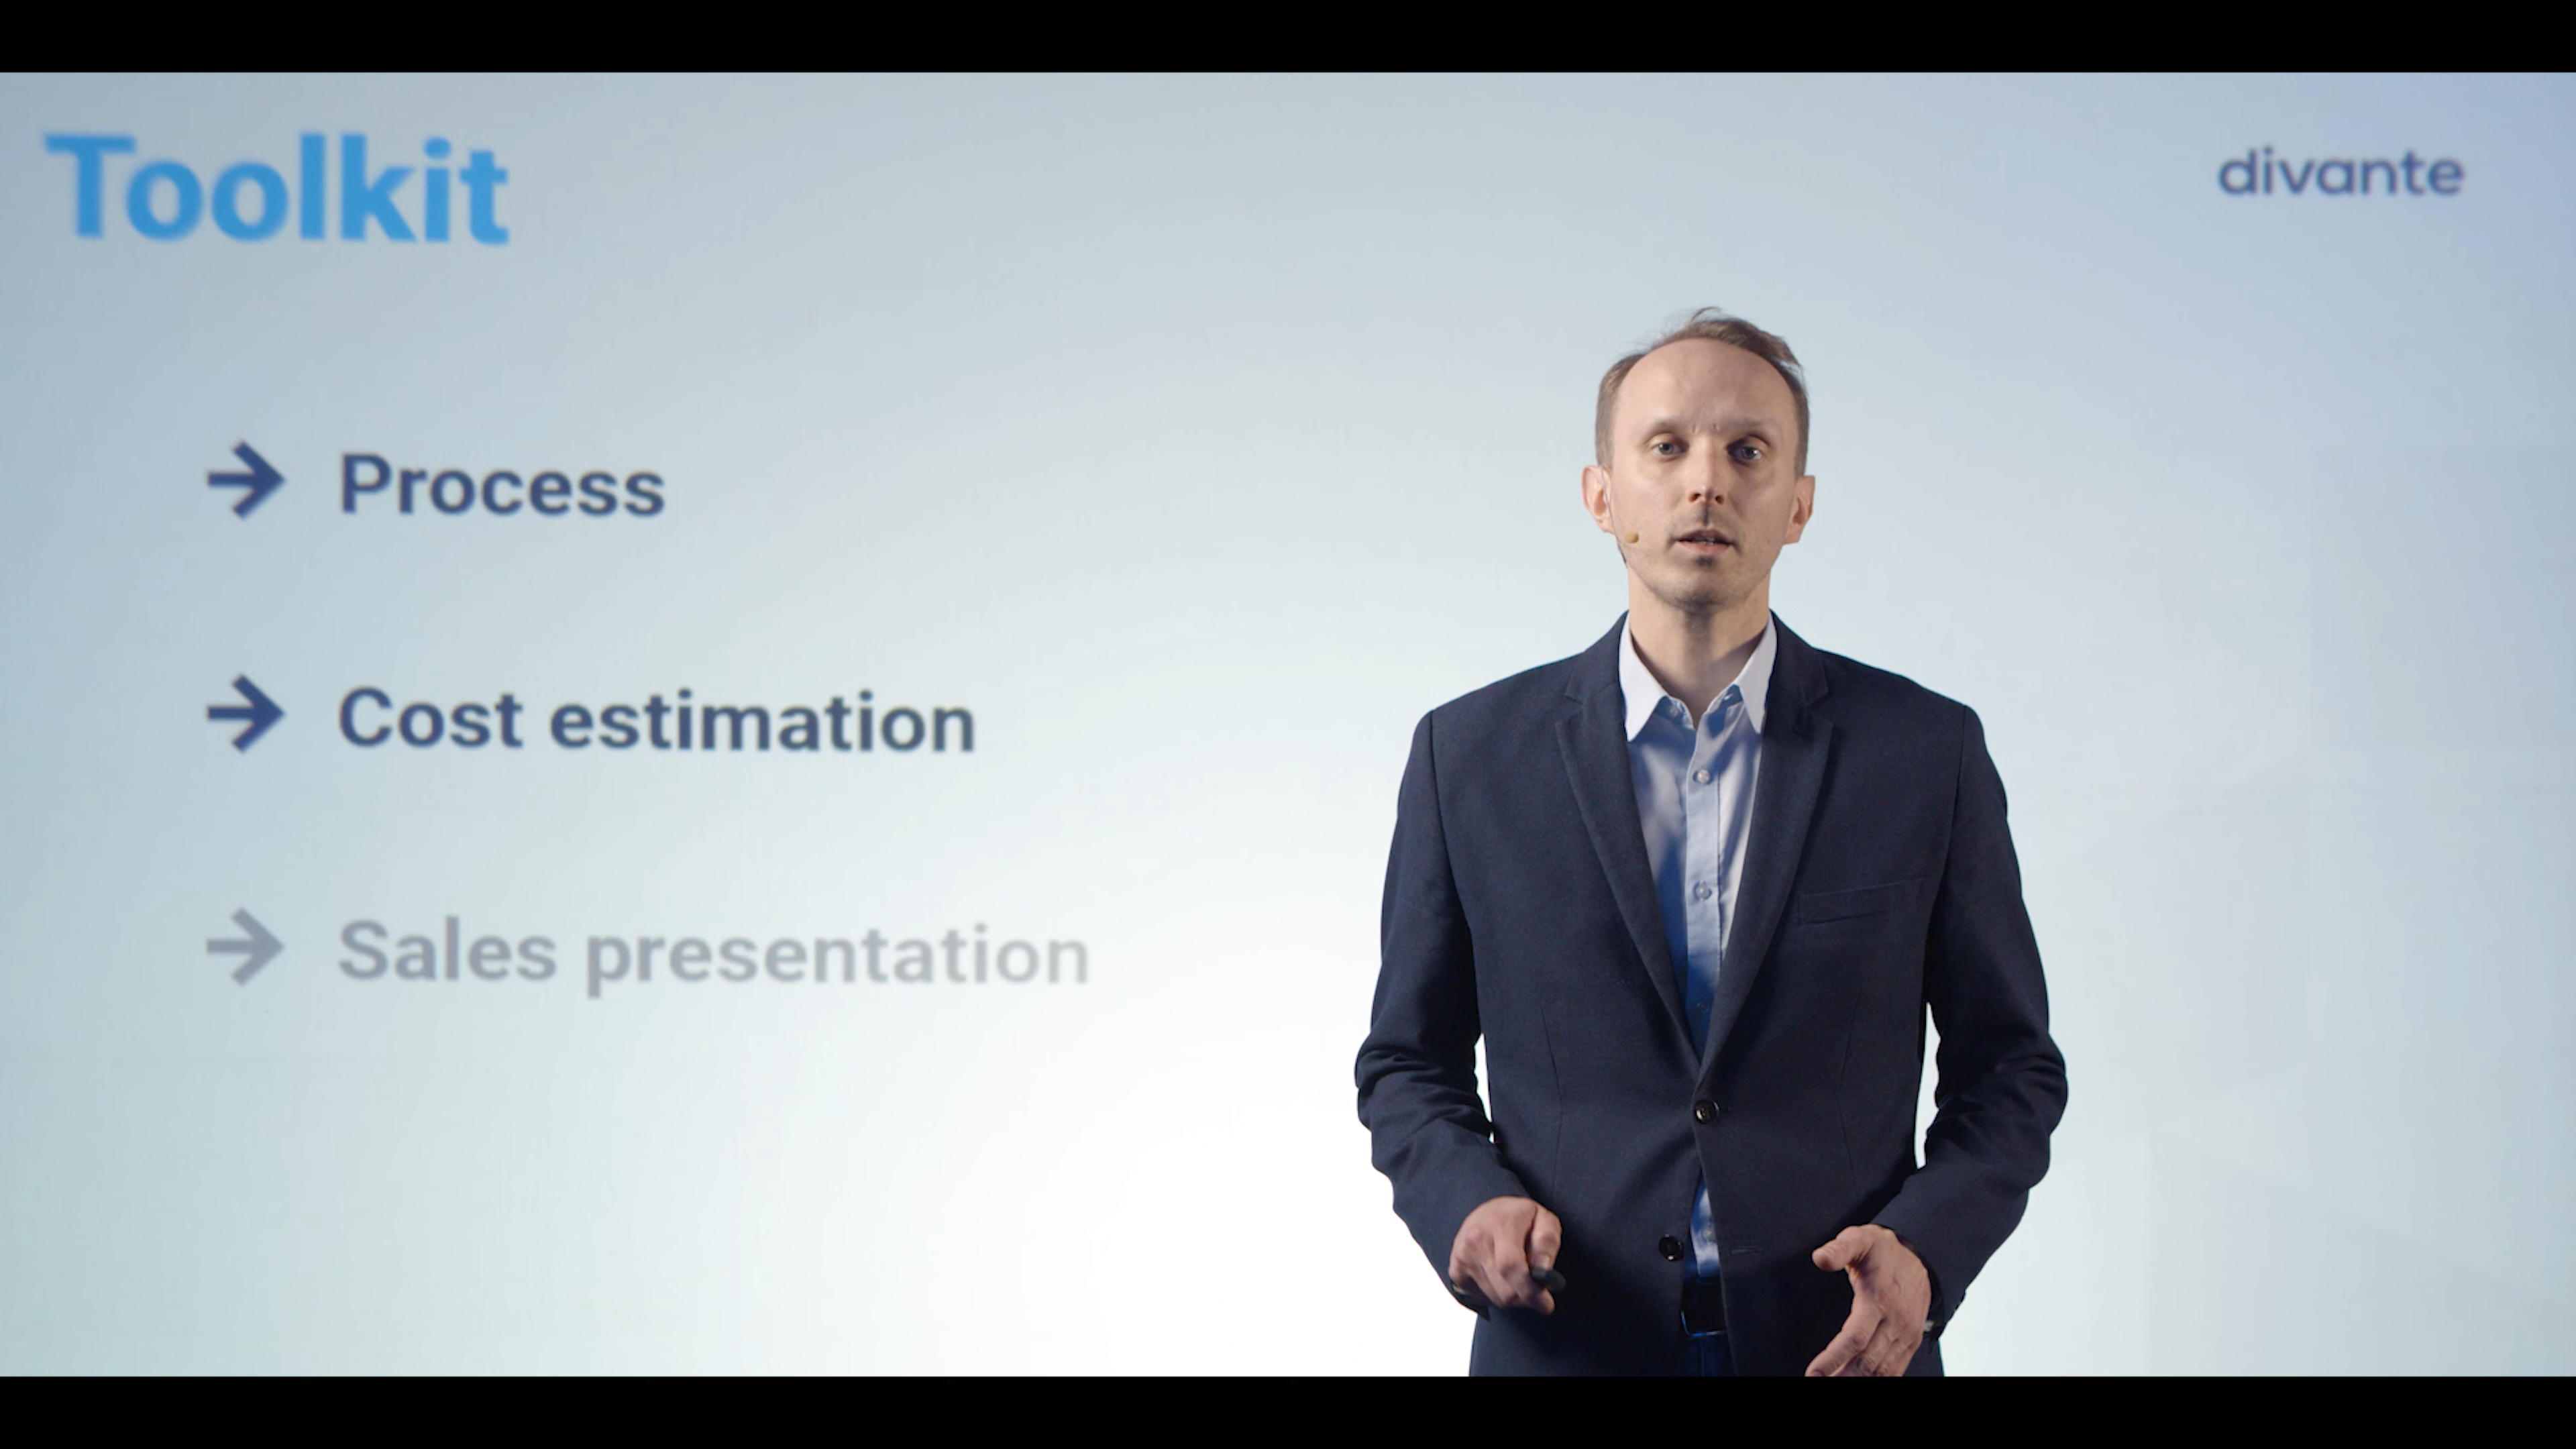 Toolkit
divante
→ Process
→ Cost estimation
→ Sales presentation